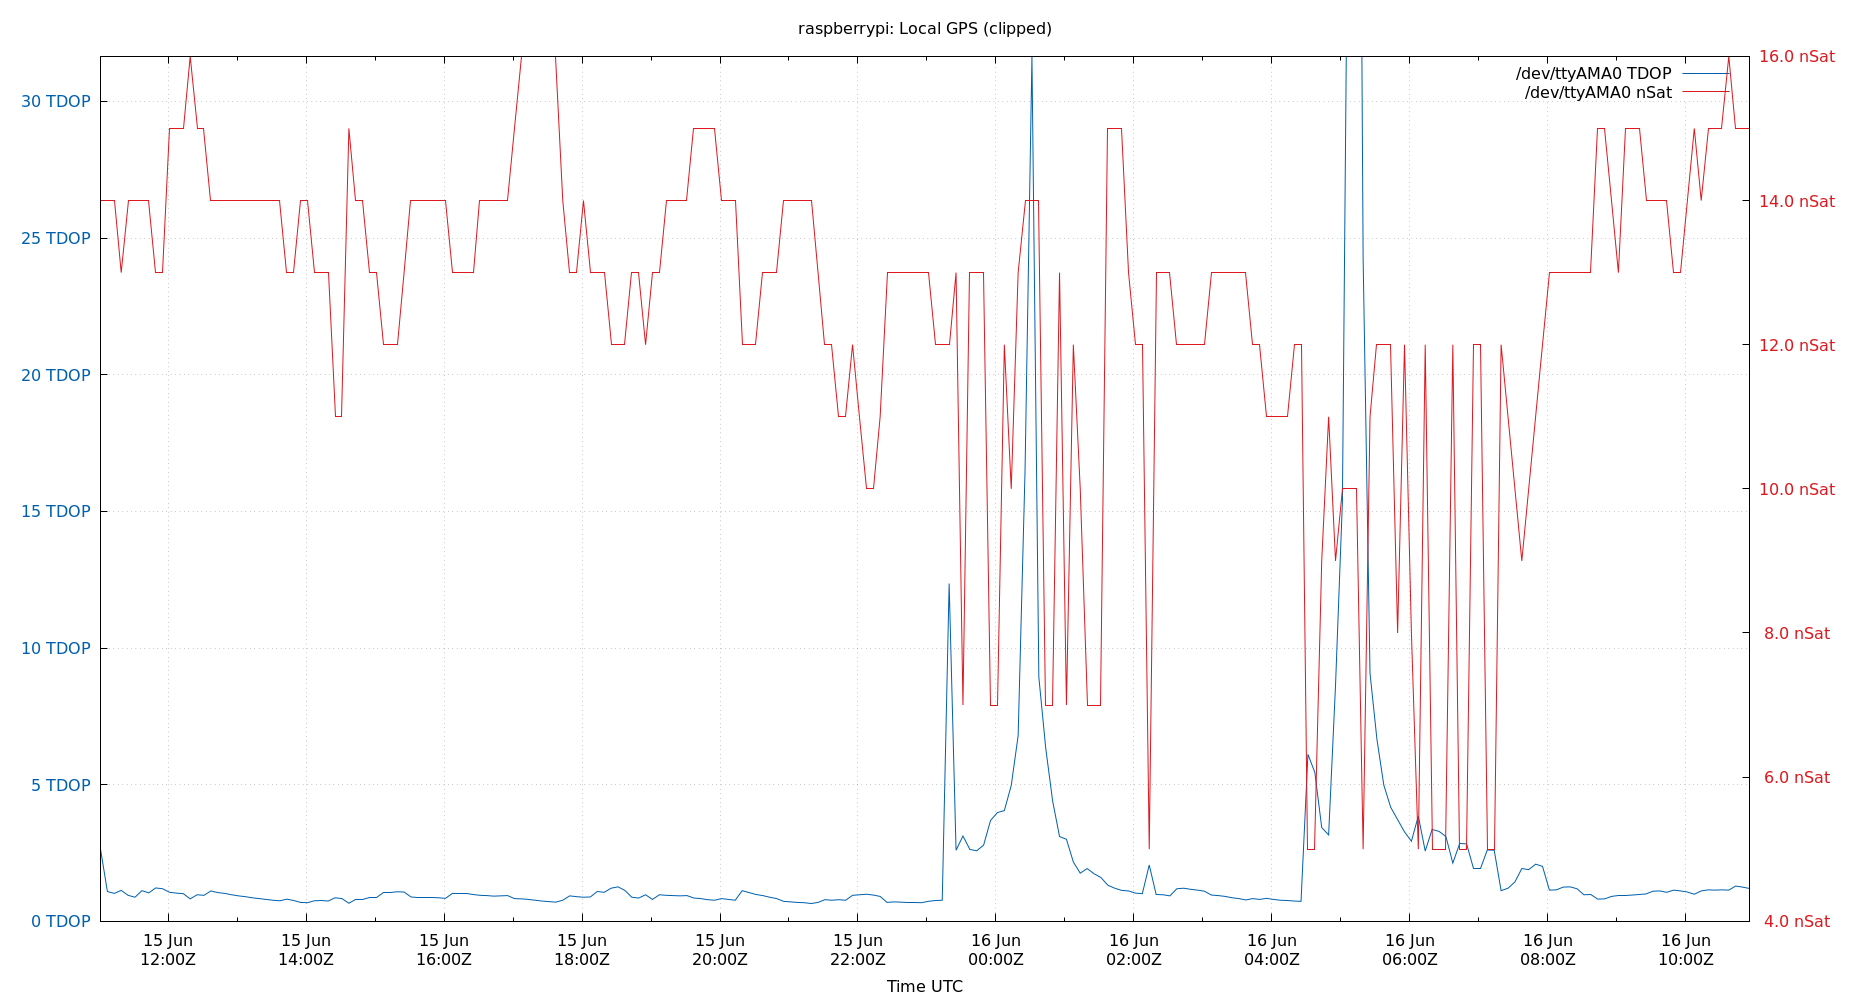 raspberrypi: Local GPS (clipped)
/dev/ttyAMA0 TDOP
/dev/ttyAMA0 nSat
30 TDOP
25 TDOP
20 TDOP
15 TDOP
10 TDOP
5 TDOP
0 TDOP
16.0 nSat
14.0 nSat
12.0 nSat
10.0 nSat
8.0 nSat
6.0 nSat
4.0 nSat
15 Jun
12:00Z
15 Jun
14:00Z
15 Jun
16:00Z
15 Jun
18:00Z
15 Jun
20:00Z
15 Jun
22:00Z
16 Jun
00:00Z
16 Jun
02:00Z
16 Jun
04:00Z
16 Jun
06:00Z
16 Jun
08:00Z
16 Jun
10:00Z
Time UTC